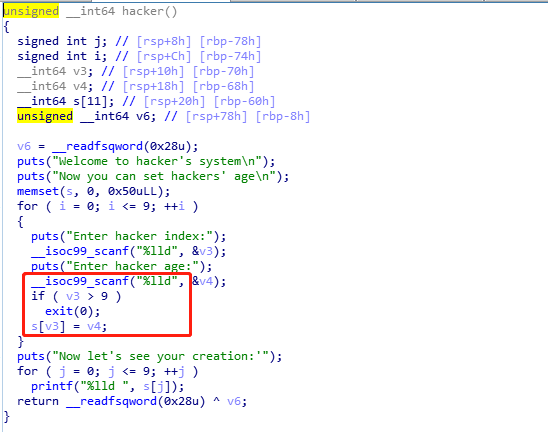 unsigned __int64 hacker()
{
  signed int j; // [rsp+8h] [rbp-78h]
  signed int i; // [rsp+Ch] [rbp-74h]
  __int64 v3; // [rsp+10h] [rbp-70h]
  __int64 v4; // [rsp+18h] [rbp-68h]
  __int64 s[11]; // [rsp+20h] [rbp-60h]
  unsigned __int64 v6; // [rsp+78h] [rbp-8h]

  v6 = __readfsqword(0x28u);
  puts("Welcome to hacker's system\n");
  puts("Now you can set hackers' age\n");
  memset(s, 0, 0x50uLL);
  for ( i = 0; i <= 9; ++i )
  {
    puts("Enter hacker index:");
    __isoc99_scanf("%lld", &v3);
    puts("Enter hacker age:");
    __isoc99_scanf("%lld", &v4);
    if ( v3 > 9 )
      exit(0);
    s[v3] = v4;
  }
  puts("Now let's see your creation:'");
  for ( j = 0; j <= 9; ++j )
    printf("%lld ", s[j]);
  return __readfsqword(0x28u) ^ v6;
}